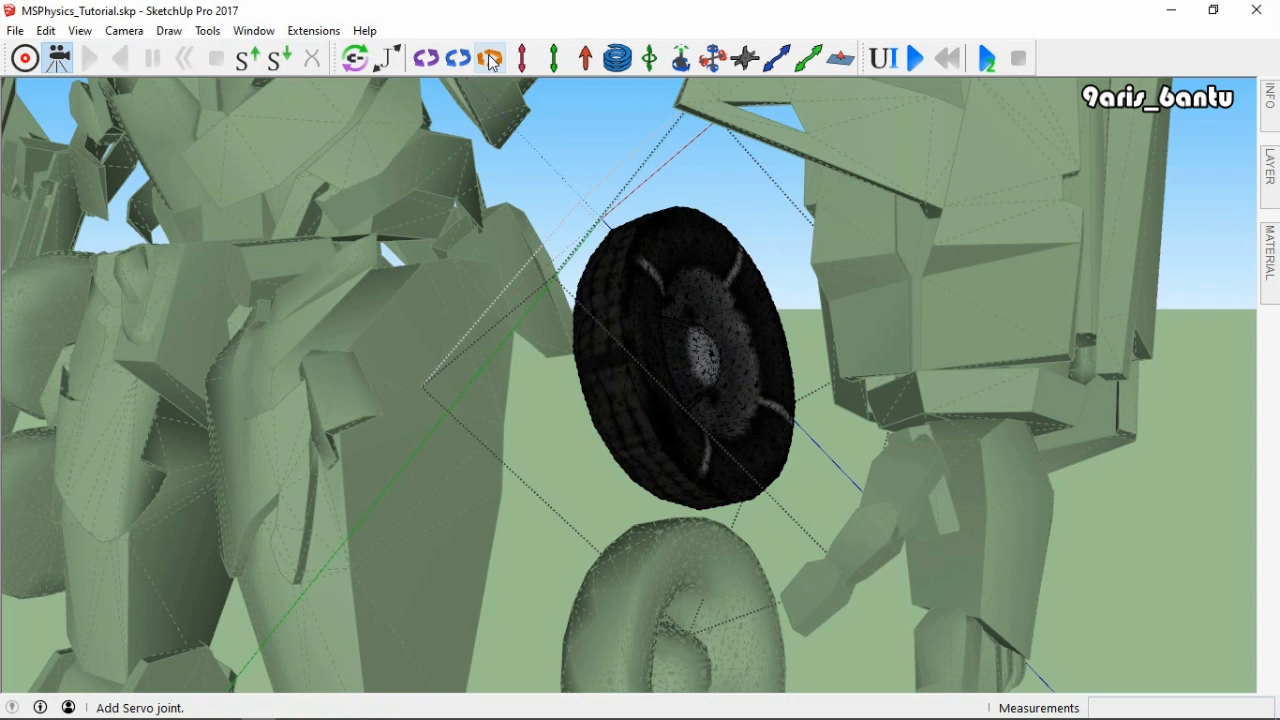 MSPhysics_Tutorial.skp - SketchUp Pro 2017
File Edit View Camera Draw Tools Window Extensions Help
S S C J UI 2
9aris_6antu
INFO
LAYER
MATERIAL
Add Servo joint.
Measurements